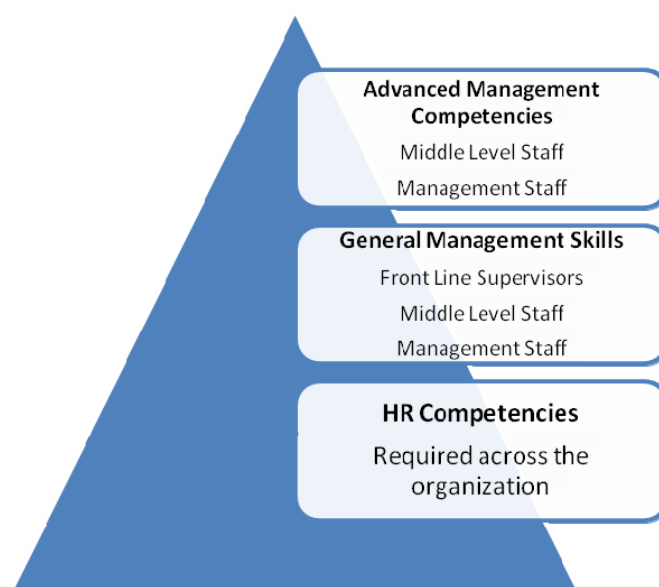 Advanced Management
Competencies
Middle Level Staff
Management Staff
General Management Skills
Front Line Supervisors
Middle Level Staff
Management Staff
HR Competencies
Required across the
organization